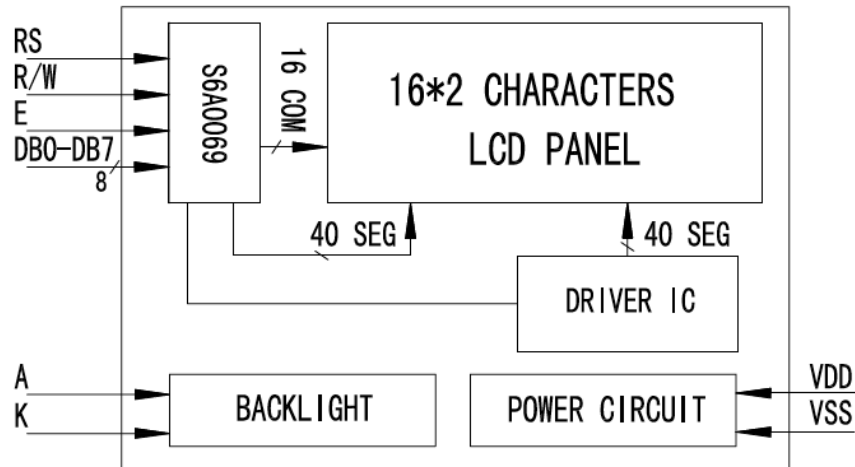 RS
R/W
E
DB0-DB7
8
S6A0069
16 COM
16*2 CHARACTERS
LCD PANEL
40 SEG
40 SEG
DRIVER IC
A
K
BACKLIGHT
POWER CIRCUIT
VDD
VSS